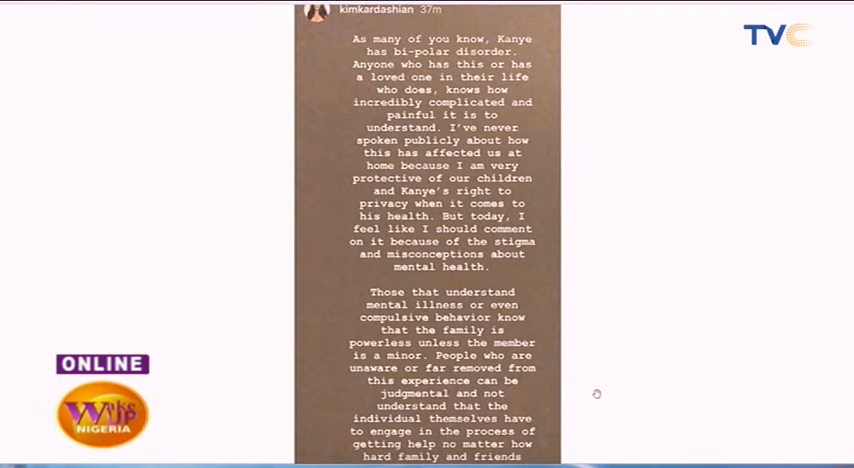 kimkardashian 37m
TVC
As many of you know, Kanye
has bi-polar disorder.
Anyone who has this or has
a loved one in their life
who does, knows how
incredibly complicated and
painful it is to
understand. I've never
spoken publicly about how
this has affected us at
home because I am very
protective of our children
and Kanye's right to
privacy when it comes to
his health. But today, I
feel like I should comment
on it because of the stigma
and misconceptions about
mental health.
Those that understand
mental illness or even
compulsive behavior know
that the family is
powerless unless the member
is a minor. People who are
unaware or far removed from
this experience can be
judgmental and not
understand that the
individual themselves have
to engage in the process of
getting help no matter how
hard family and friends
ONLINE
Wake
UP
NIGERIA